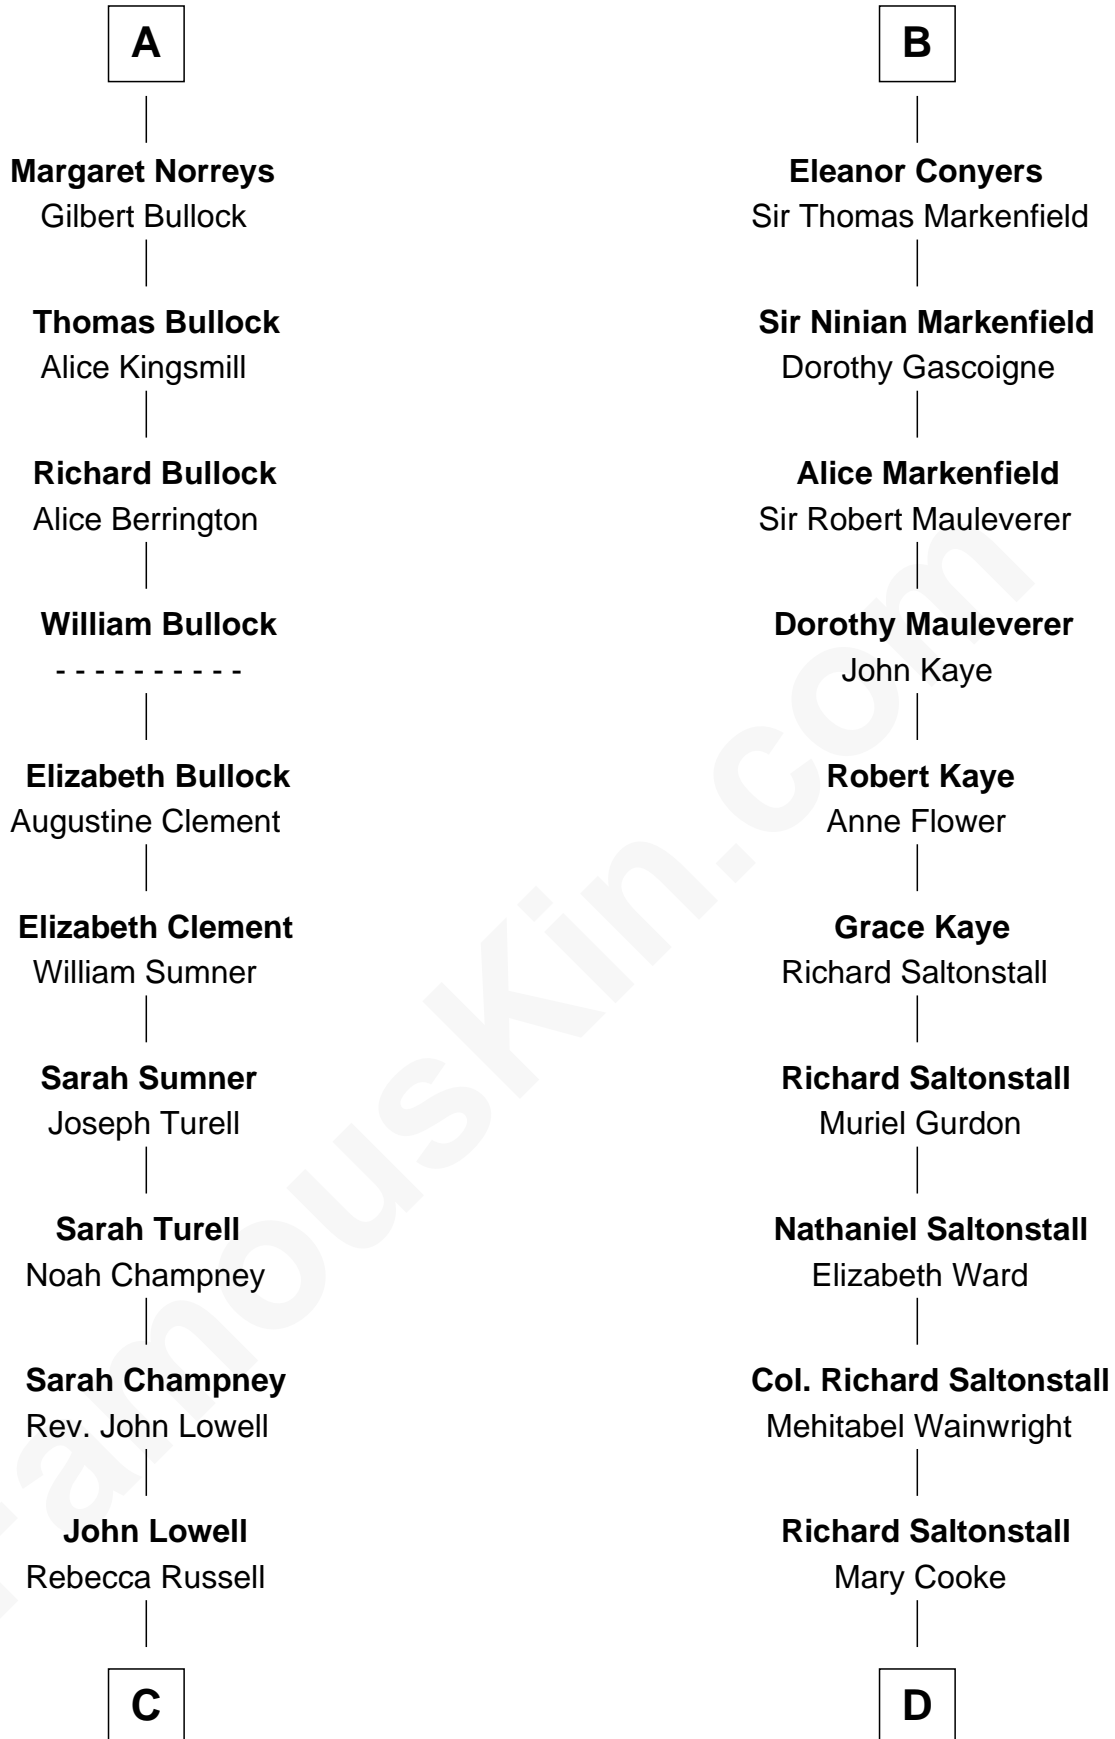 A
Margaret Norreys
Gilbert Bullock
Thomas Bullock
Alice Kingsmill
Richard Bullock
Alice Berrington
William Bullock
- - - - - - - - - -
Elizabeth Bullock
Augustine Clement
Elizabeth Clement
William Sumner
Sarah Sumner
Joseph Turell
Sarah Turell
Noah Champney
Sarah Champney
Rev. John Lowell
John Lowell
Rebecca Russell
C
B
Eleanor Conyers
Sir Thomas Markenfield
Sir Ninian Markenfield
Dorothy Gascoigne
Alice Markenfield
Sir Robert Mauleverer
Dorothy Mauleverer
John Kaye
Robert Kaye
Anne Flower
Grace Kaye
Richard Saltonstall
Richard Saltonstall
Muriel Gurdon
Nathaniel Saltonstall
Elizabeth Ward
Col. Richard Saltonstall
Mehitabel Wainwright
Richard Saltonstall
Mary Cooke
D
FamousKin.com